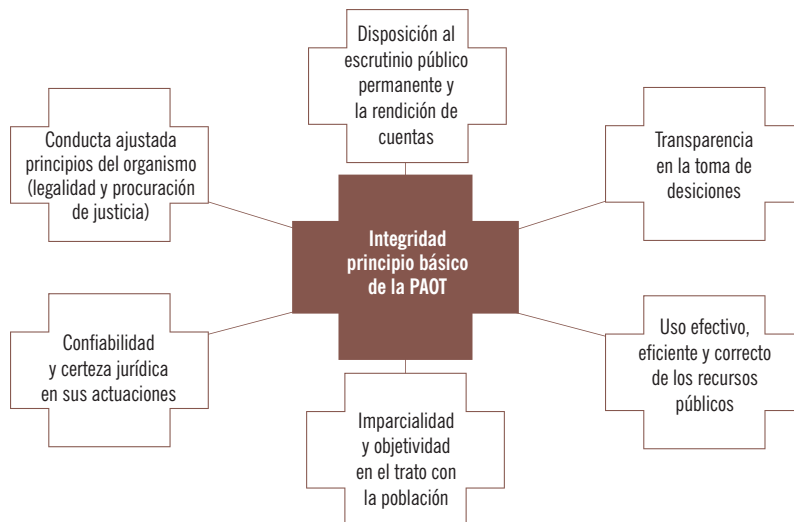 Disposición al
escrutinio público
permanente y
la rendición de
cuentas
Conducta ajustada
principios del organismo
(legalidad y procuración
de justicia)
Transparencia
en la toma de
desiciones
Integridad
principio básico
de la PAOT
Confiabilidad
y certeza jurídica
en sus actuaciones
Uso efectivo,
eficiente y correcto
de los recursos
públicos
Imparcialidad
y objetividad
en el trato con
la población